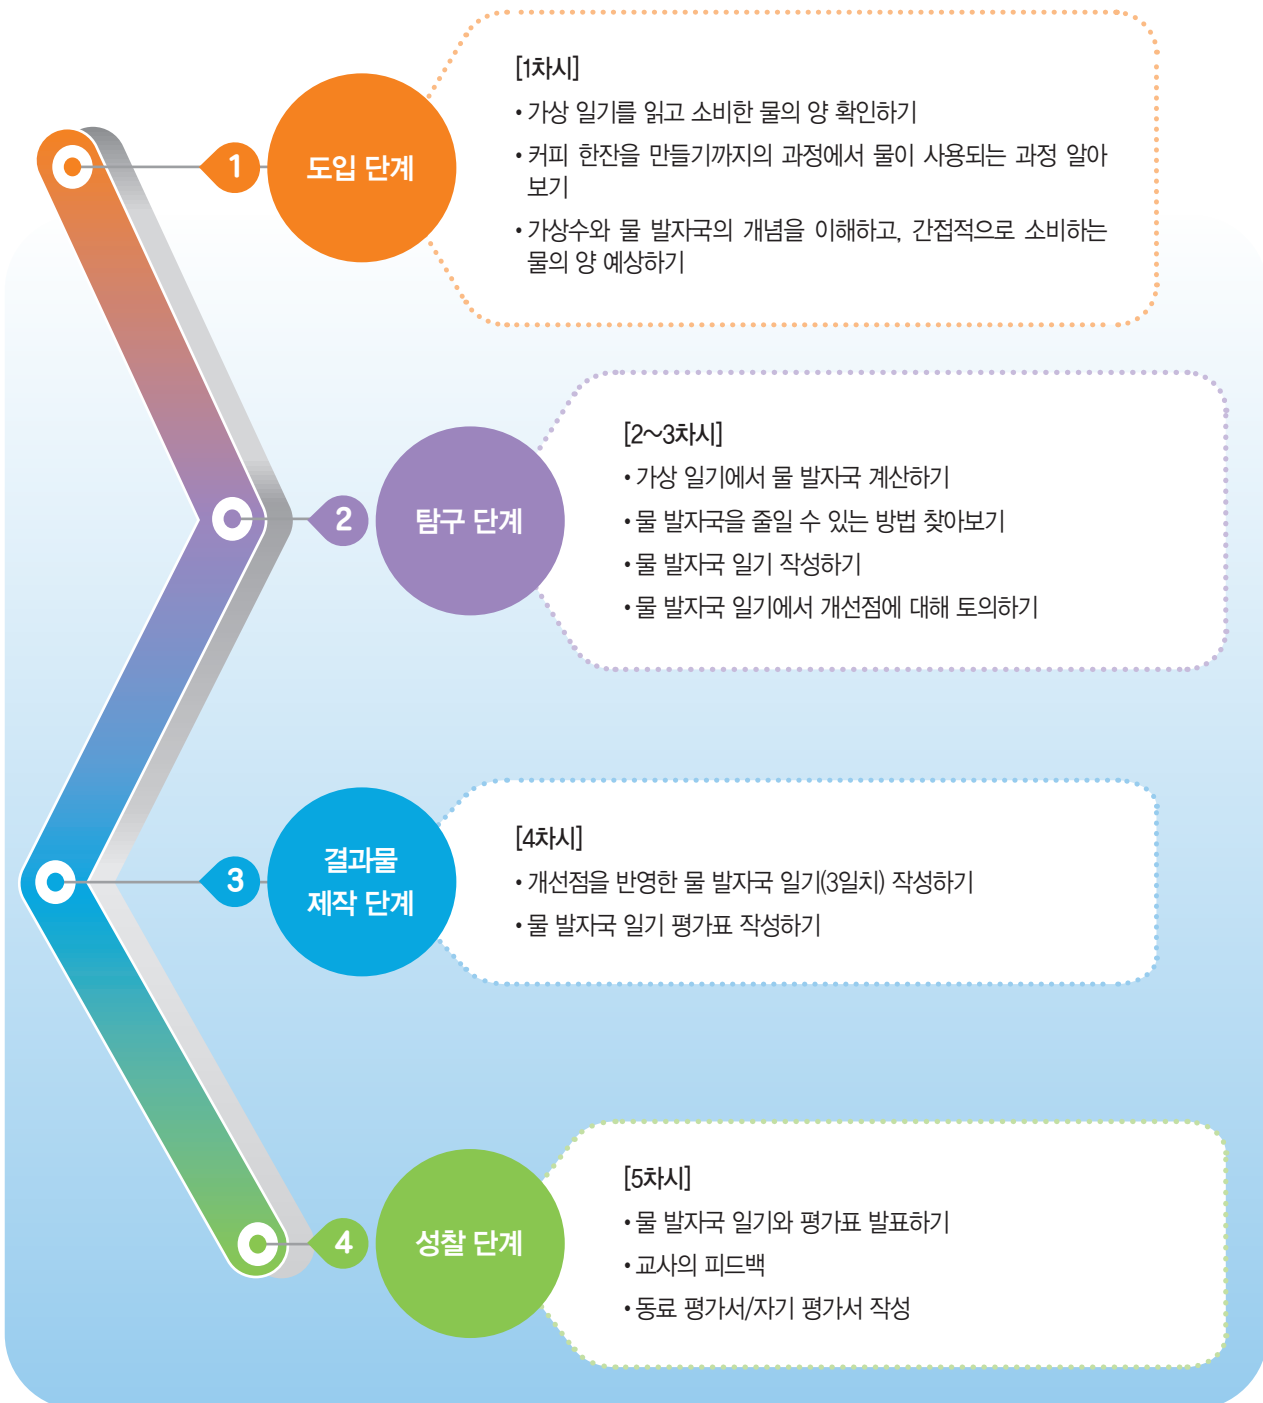 1
도입 단계
[1차시]
• 가상 일기를 읽고 소비한 물의 양 확인하기
• 커피 한잔을 만들기까지의 과정에서 물이 사용되는 과정 알아
보기
• 가상수와 물 발자국의 개념을 이해하고, 간접적으로 소비하는
물의 양 예상하기
2
탐구 단계
[2~3차시]
• 가상 일기에서 물 발자국 계산하기
• 물 발자국을 줄일 수 있는 방법 찾아보기
• 물 발자국 일기 작성하기
• 물 발자국 일기에서 개선점에 대해 토의하기
3
결과물
제작 단계
[4차시]
• 개선점을 반영한 물 발자국 일기(3일치) 작성하기
• 물 발자국 일기 평가표 작성하기
4
성찰 단계
[5차시]
• 물 발자국 일기와 평가표 발표하기
• 교사의 피드백
• 동료 평가서/자기 평가서 작성